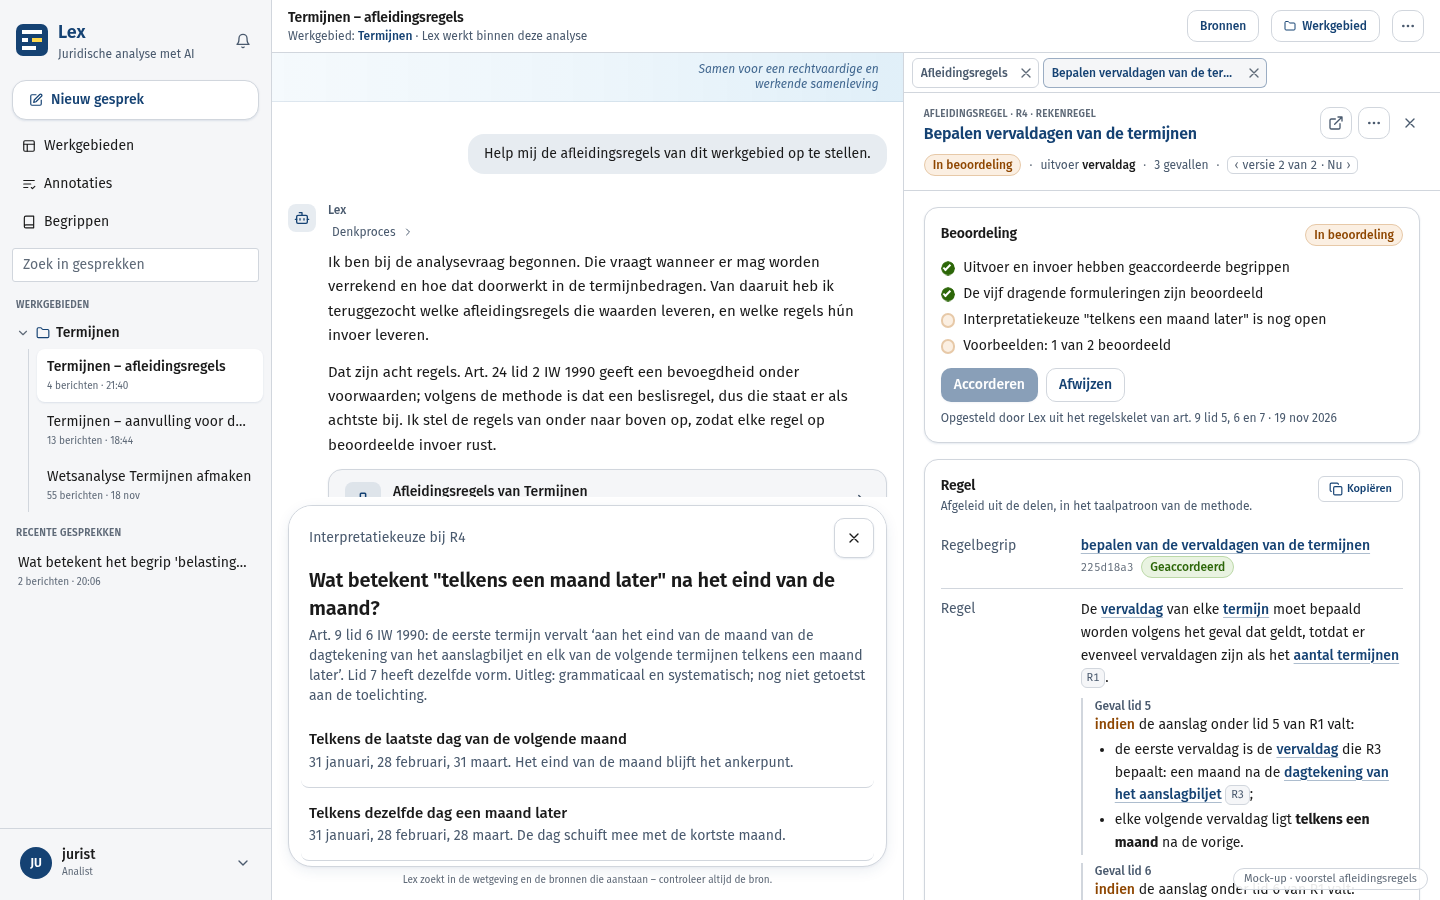 Lex
Juridische analyse met AI
Nieuw gesprek
Werkgebieden
Annotaties
Begrippen
Zoek in gesprekken
WERKGEBIEDEN
Termijnen
Termijnen – afleidingsregels
4 berichten · 21:40
Termijnen – aanvulling voor d...
13 berichten · 18:44
Wetsanalyse Termijnen afmaken
55 berichten · 18 nov
RECENTE GESPREKKEN
Wat betekent het begrip 'belasting...
2 berichten · 20:06
JU
jurist
Analist
Termijnen – afleidingsregels
Werkgebied: Termijnen · Lex werkt binnen deze analyse
Bronnen
Werkgebied
Samen voor een rechtvaardige en
werkende samenleving
Help mij de afleidingsregels van dit werkgebied op te stellen.
Lex
Denkproces
Ik ben bij de analysevraag begonnen. Die vraagt wanneer er mag worden
verrekend en hoe dat doorwerkt in de termijnbedragen. Van daaruit heb ik
teruggezocht welke afleidingsregels die waarden leveren, en welke regels hún
invoer leveren.
Dat zijn acht regels. Art. 24 lid 2 IW 1990 geeft een bevoegdheid onder
voorwaarden; volgens de methode is dat een beslisregel, dus die staat er als
achtste bij. Ik stel de regels van onder naar boven op, zodat elke regel op
beoordeelde invoer rust.
Afleidingsregels van Termijnen
Interpretatiekeuze bij R4
Wat betekent "telkens een maand later" na het eind van de
maand?
Art. 9 lid 6 IW 1990: de eerste termijn vervalt ‘aan het eind van de maand van de
dagtekening van het aanslagbiljet en elk van de volgende termijnen telkens een maand
later’. Lid 7 heeft dezelfde vorm. Uitleg: grammaticaal en systematisch; nog niet getoetst
aan de toelichting.
Telkens de laatste dag van de volgende maand
31 januari, 28 februari, 31 maart. Het eind van de maand blijft het ankerpunt.
Telkens dezelfde dag een maand later
31 januari, 28 februari, 28 maart. De dag schuift mee met de kortste maand.
Lex zoekt in de wetgeving en de bronnen die aanstaan – controleer altijd de bron.
Afleidingsregels
Bepalen vervaldagen van de ter...
AFLEIDINGSREGEL · R4 · REKENREGEL
Bepalen vervaldagen van de termijnen
In beoordeling · uitvoer vervaldag · 3 gevallen · ‹ versie 2 van 2 · Nu ›
Beoordeling
In beoordeling
Uitvoer en invoer hebben geaccordeerde begrippen
De vijf dragende formuleringen zijn beoordeeld
Interpretatiekeuze "telkens een maand later" is nog open
Voorbeelden: 1 van 2 beoordeeld
Accorderen
Afwijzen
Opgesteld door Lex uit het regelskelet van art. 9 lid 5, 6 en 7 · 19 nov 2026
Regel
Kopiëren
Afgeleid uit de delen, in het taalpatroon van de methode.
Regelbegrip
bepalen van de vervaldagen van de termijnen
225d18a3 Geaccordeerd
Regel
De vervaldag van elke termijn moet bepaald
worden volgens het geval dat geldt, totdat er
evenveel vervaldagen zijn als het aantal termijnen
R1.
Geval lid 5
indien de aanslag onder lid 5 van R1 valt:
• de eerste vervaldag is de vervaldag die R3
bepaalt: een maand na de dagtekening van
het aanslagbiljet R3;
• elke volgende vervaldag ligt telkens een
maand na de vorige.
Geval lid 6
indien de aanslag onder lid 6 van R1 valt:
Mock-up · voorstel afleidingsregels